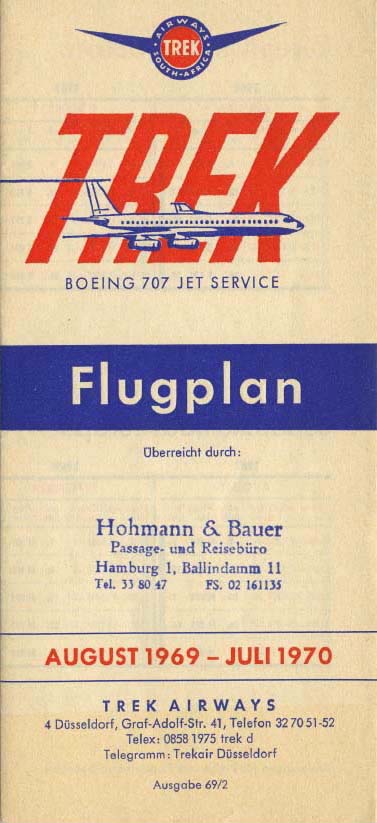 AIRWAYS
TREK
SOUTH-AFRICA
TREK
BOEING 707 JET SERVICE
Flugplan
Überreicht durch:
Hohmann & Bauer
Passage- und Reisebüro
Hamburg 1, Ballindamm 11
Tel. 33 80 47 FS. 02 161135
AUGUST 1969 – JULI 1970
TREK AIRWAYS
4 Düsseldorf, Graf-Adolf-Str. 41, Telefon 32 70 51-52
Telex: 0858 1975 trek d
Telegramm: Trekair Düsseldorf
Ausgabe 69/2